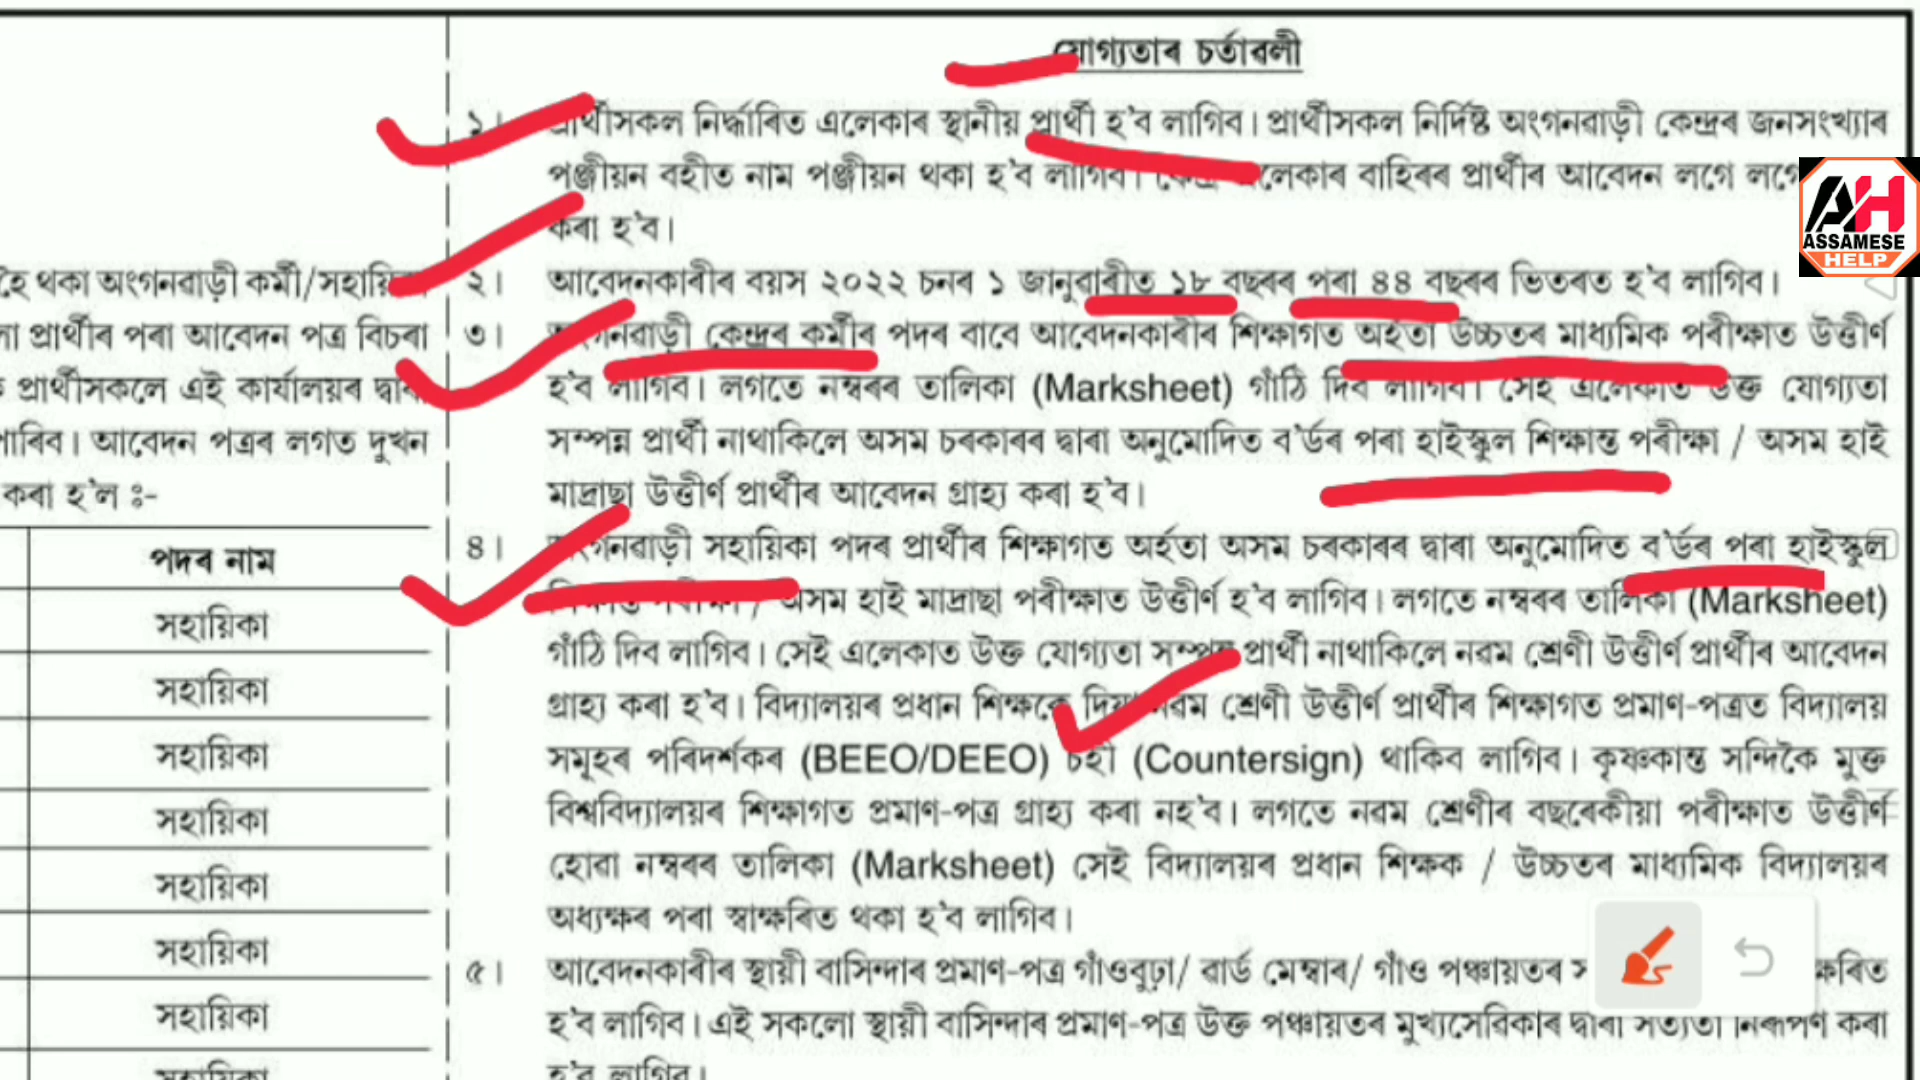 হৈ থকা অংগনৱাড়ী কৰ্মী/
লা প্ৰাৰ্থীৰ পৰা আবেদন পত্ৰ বিচৰা
প্ৰাৰ্থীসকলে এই কাৰ্যালয়ৰ
পাৰিব। আবেদন পত্ৰৰ লগত দুখন
কৰা হ'ল ঃ-
পদৰ নাম
সহায়িকা
সহায়িকা
সহায়িকা
সহায়িকা
সহায়িকা
সহায়িকা
সহায়িকা
সহায়িকা
যোগ্যতাৰ চৰ্তাৱলী
১। প্ৰাৰ্থীসকল নিৰ্দ্ধাৰিত এলেকাৰ স্থানীয় প্ৰাৰ্থী হ'ব লাগিব। প্ৰাৰ্থীসকল নিৰ্দিষ্ট অংগনৱাড়ী কেন্দ্ৰৰ জনসংখ্যাৰ
পঞ্জীয়ন বহীত নাম পঞ্জীয়ন থকা হ'ব লাগিব। কেন্দ্ৰ এলেকাৰ বাহিৰৰ প্ৰাৰ্থীৰ আবেদন লগে লগে
কৰা হ'ব।
২। আবেদনকাৰীৰ বয়স ২০২২ চনৰ ১ জানুৱাৰীত ১৮ বছৰৰ পৰা ৪৪ বছৰৰ ভিতৰত হ'ব লাগিব।
৩। অংগনৱাড়ী কেন্দ্ৰৰ কৰ্মীৰ পদৰ বাবে আবেদনকাৰীৰ শিক্ষাগত অৰ্হতা উচ্চতৰ মাধ্যমিক পৰীক্ষাত উত্তীৰ্ণ
হ'ব লাগিব। লগতে নম্বৰৰ তালিকা (Marksheet) গাঁঠি দিব লাগিব। সেই এলেকাত উক্ত যোগ্যতা
সম্পন্ন প্ৰাৰ্থী নাথাকিলে অসম চৰকাৰৰ দ্বাৰা অনুমোদিত ব'ৰ্ডৰ পৰা হাইস্কুল শিক্ষান্ত পৰীক্ষা / অসম হাই
মাদ্ৰাছা উত্তীৰ্ণ প্ৰাৰ্থীৰ আবেদন গ্ৰাহ্য কৰা হ'ব।
৪। অংগনৱাড়ী সহায়িকা পদৰ প্ৰাৰ্থীৰ শিক্ষাগত অৰ্হতা অসম চৰকাৰৰ দ্বাৰা অনুমোদিত ব'ৰ্ডৰ পৰা হাইস্কুল
শিক্ষান্ত পৰীক্ষা / অসম হাই মাদ্ৰাছা পৰীক্ষাত উত্তীৰ্ণ হ'ব লাগিব। লগতে নম্বৰৰ তালিকা (Marksheet)
গাঁঠি দিব লাগিব। সেই এলেকাত উক্ত যোগ্যতা সম্পন্ন প্ৰাৰ্থী নাথাকিলে নৱম শ্ৰেণী উত্তীৰ্ণ প্ৰাৰ্থীৰ আবেদন
গ্ৰাহ্য কৰা হ'ব। বিদ্যালয়ৰ প্ৰধান শিক্ষকে দিয়া নৱম শ্ৰেণী উত্তীৰ্ণ প্ৰাৰ্থীৰ শিক্ষাগত প্ৰমাণ-পত্ৰত বিদ্যালয়
সমূহৰ পৰিদৰ্শকৰ (BEEO/DEEO) চহী (Countersign) থাকিব লাগিব। কৃষ্ণকান্ত সন্দিকৈ মুক্ত
বিশ্ববিদ্যালয়ৰ শিক্ষাগত প্ৰমাণ-পত্ৰ গ্ৰাহ্য কৰা নহ'ব। লগতে নৱম শ্ৰেণীৰ বছৰেকীয়া পৰীক্ষাত উত্তীৰ্ণ
হোৱা নম্বৰৰ তালিকা (Marksheet) সেই বিদ্যালয়ৰ প্ৰধান শিক্ষক / উচ্চতৰ মাধ্যমিক বিদ্যালয়ৰ
অধ্যক্ষৰ পৰা স্বাক্ষৰিত থকা হ'ব লাগিব।
৫। আবেদনকাৰীৰ স্থায়ী বাসিন্দাৰ প্ৰমাণ-পত্ৰ গাঁওবুঢ়া/ ৱাৰ্ড মেম্বাৰ/ গাঁও পঞ্চায়তৰ
হ'ব লাগিব। এই সকলো স্থায়ী বাসিন্দাৰ প্ৰমাণ-পত্ৰ উক্ত পঞ্চায়তৰ মুখ্যসেৱিকাৰ দ্বাৰা সত্যতা নিৰূপণ কৰা
হ'ব লাগিব।
AH
ASSAMESE
HELP